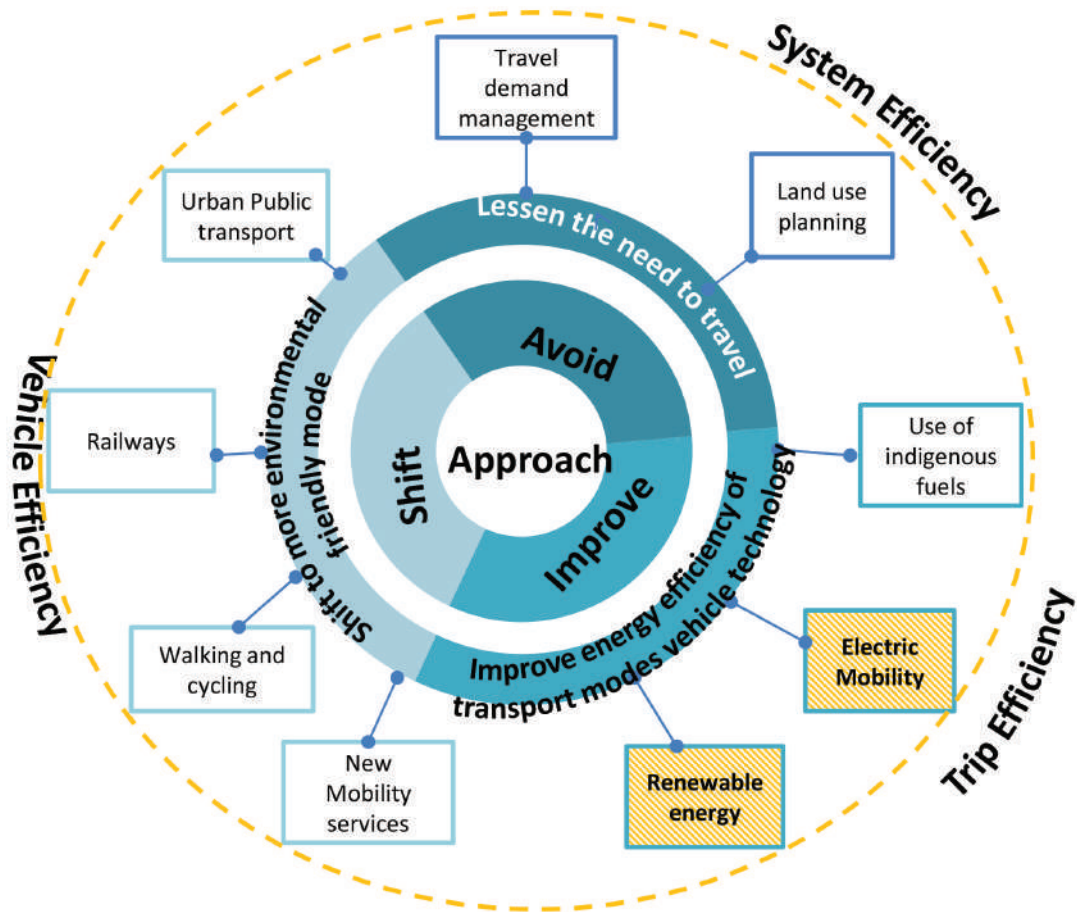 System Efficiency
Travel
demand
management
Urban Public
transport
Land use
planning
Lessen the need to travel
Avoid
Vehicle Efficiency
Railways
Shift to more environmental
friendly mode
Shift
Approach
Improve
Use of
indigenous
fuels
Improve energy efficiency of
transport modes vehicle technology
Walking and
cycling
Electric
Mobility
Trip Efficiency
New
Mobility
services
Renewable
energy